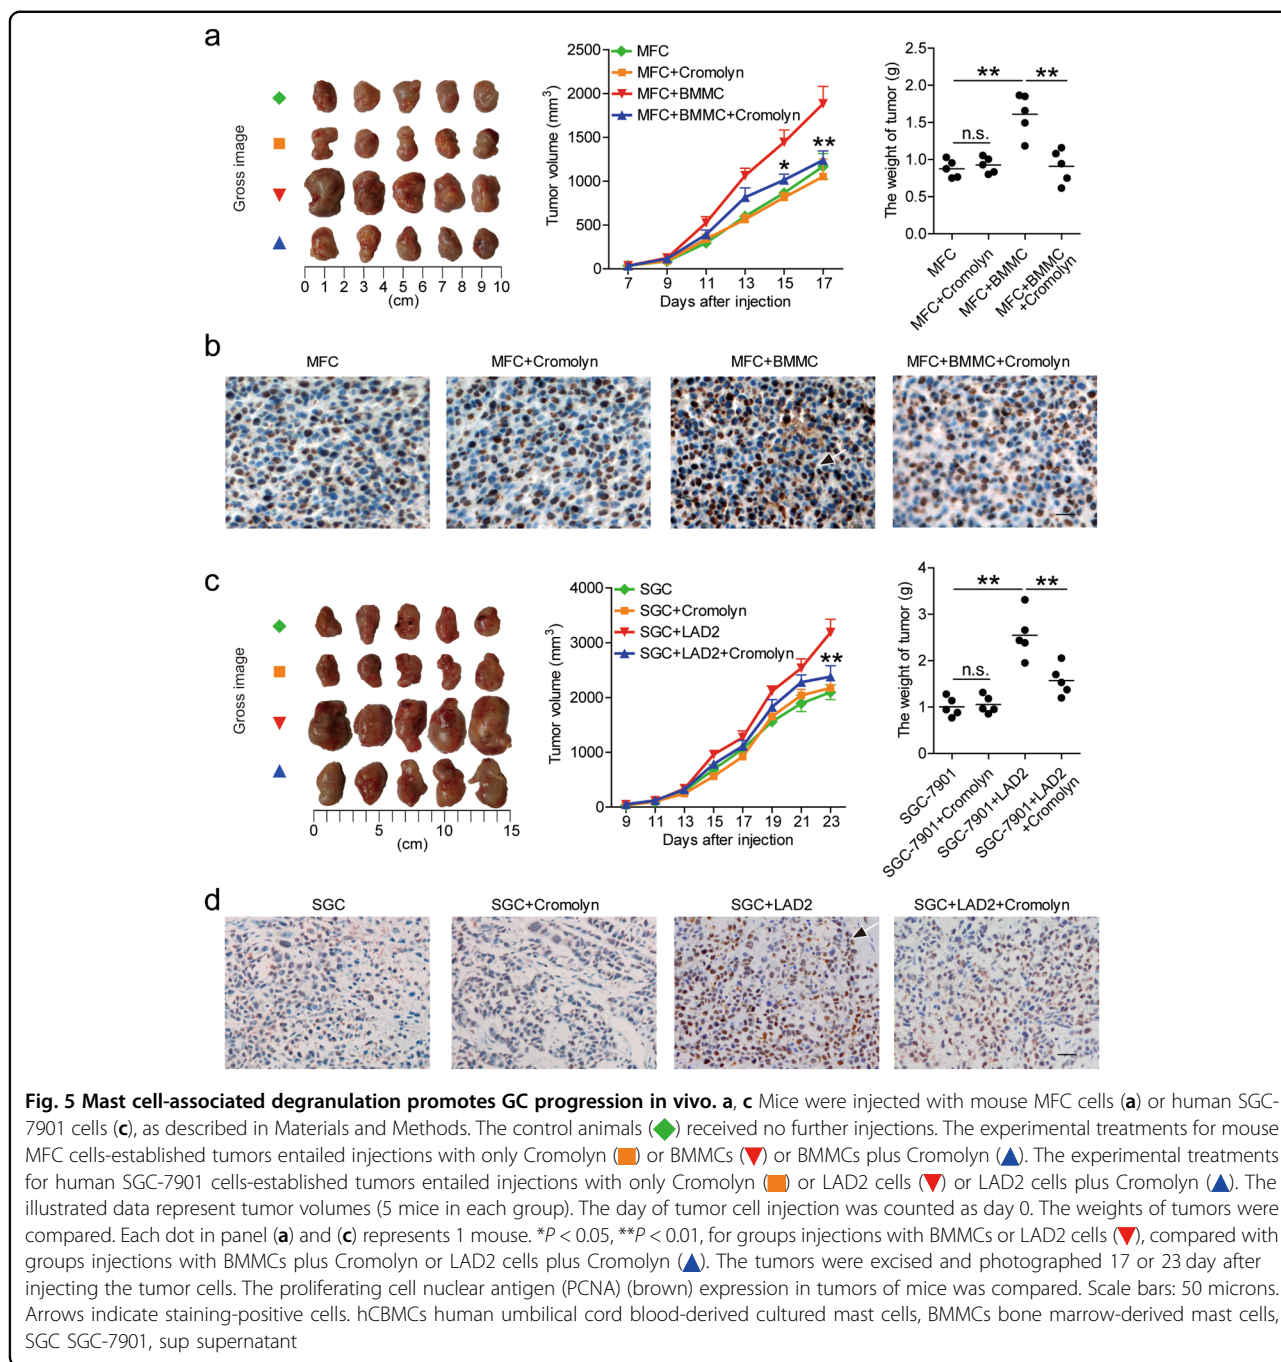 a
Gross image
0 1 2 3 4 5 6 7 8 9 10
(cm)
Tumor volume (mm3)
2500
2000
1500
1000
500
0
MFC
MFC+Cromolyn
MFC+BMMC
MFC+BMMC+Cromolyn
* **
7 9 11 13 15 17
Days after injection
The weight of tumor (g)
2.5
2.0
1.5
1.0
0.5
0.0
** **
n.s.
MFC
MFC+Cromolyn
MFC+BMMC
MFC+BMMC
+Cromolyn
b
MFC MFC+Cromolyn MFC+BMMC MFC+BMMC+Cromolyn
c
Gross image
0 5 10 15
(cm)
Tumor volume (mm3)
4000
3000
2000
1000
0
SGC
SGC+Cromolyn
SGC+LAD2
SGC+LAD2+Cromolyn
**
9 11 13 15 17 19 21 23
Days after injection
The weight of tumor (g)
4
3
2
1
0
** **
n.s.
SGC-7901
SGC-7901+Cromolyn
SGC-7901+LAD2
SGC-7901+LAD2
+Cromolyn
d
SGC SGC+Cromolyn SGC+LAD2 SGC+LAD2+Cromolyn
Fig. 5 Mast cell-associated degranulation promotes GC progression in vivo. a, c Mice were injected with mouse MFC cells (a) or human SGC-
7901 cells (c), as described in Materials and Methods. The control animals (◆) received no further injections. The experimental treatments for mouse
MFC cells-established tumors entailed injections with only Cromolyn (■) or BMMCs (▼) or BMMCs plus Cromolyn (▲). The experimental treatments
for human SGC-7901 cells-established tumors entailed injections with only Cromolyn (■) or LAD2 cells (▼) or LAD2 cells plus Cromolyn (▲). The
illustrated data represent tumor volumes (5 mice in each group). The day of tumor cell injection was counted as day 0. The weights of tumors were
compared. Each dot in panel (a) and (c) represents 1 mouse. *P < 0.05, **P < 0.01, for groups injections with BMMCs or LAD2 cells (▼), compared with
groups injections with BMMCs plus Cromolyn or LAD2 cells plus Cromolyn (▲). The tumors were excised and photographed 17 or 23 day after
injecting the tumor cells. The proliferating cell nuclear antigen (PCNA) (brown) expression in tumors of mice was compared. Scale bars: 50 microns.
Arrows indicate staining-positive cells. hCBMCs human umbilical cord blood-derived cultured mast cells, BMMCs bone marrow-derived mast cells,
SGC SGC-7901, sup supernatant